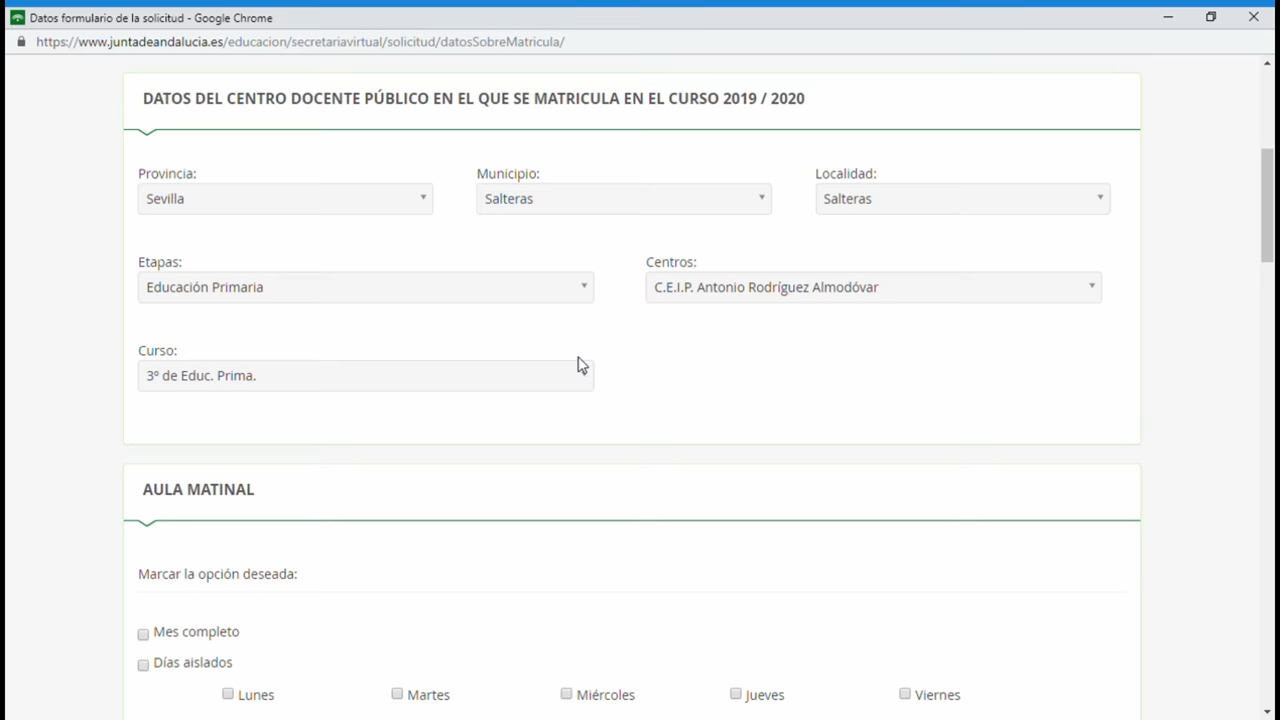 Datos formulario de la solicitud - Google Chrome
https://www.juntadeandalucia.es/educacion/secretariavirtual/solicitud/datosSobreMatricula/
DATOS DEL CENTRO DOCENTE PÚBLICO EN EL QUE SE MATRICULA EN EL CURSO 2019 / 2020
Provincia: Municipio: Localidad:
Sevilla Salteras Salteras
Etapas: Centros:
Educación Primaria C.E.I.P. Antonio Rodríguez Almodóvar
Curso:
3º de Educ. Prima.
AULA MATINAL
Marcar la opción deseada:
Mes completo
Días aislados
Lunes Martes Miércoles Jueves Viernes